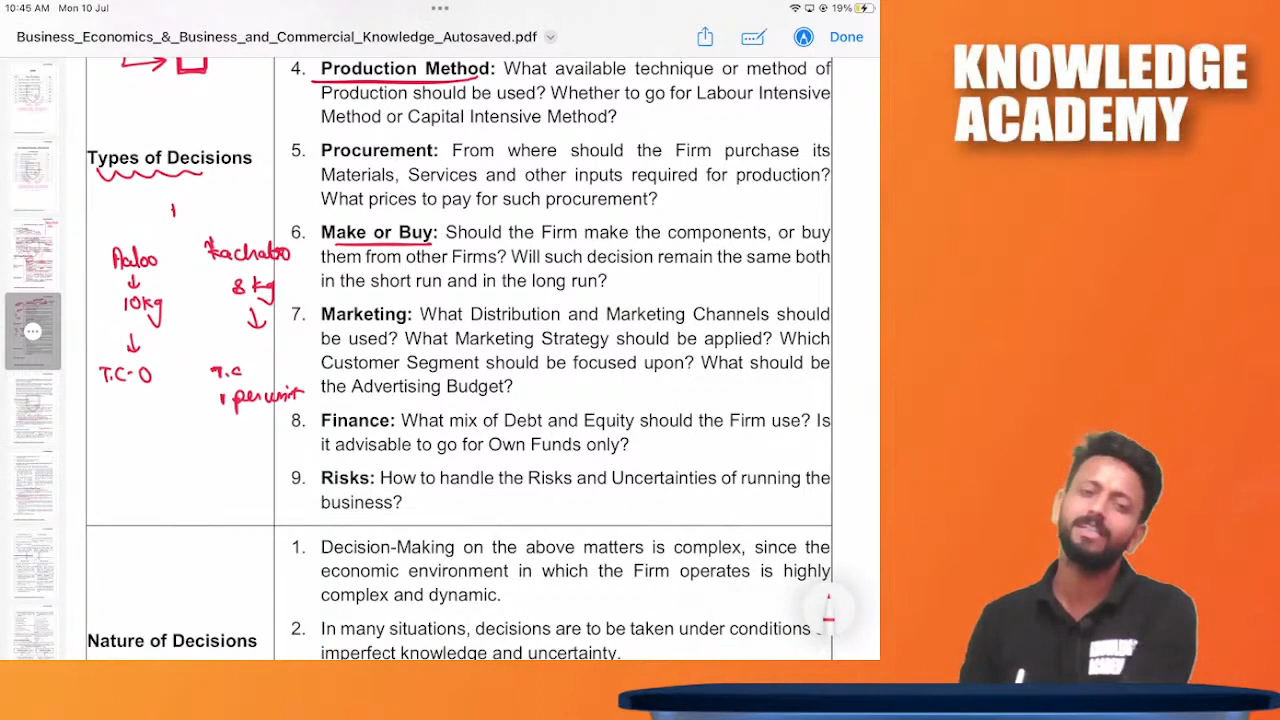 10:45 AM Mon 10 Jul
19%
Business_Economics_&_Business_and_Commercial_Knowledge_Autosaved.pdf
Done
KNOWLEDGE
ACADEMY
4. Production Method: What available technique or method of
Production should be used? Whether to go for Labour Intensive
Method or Capital Intensive Method?
Types of Decisions
5. Procurement: From where should the Firm purchase its
Materials, Services and other inputs required for production?
What prices to pay for such procurement?
6. Make or Buy: Should the Firm make the components, or buy
them from other firms? Will such decision remain the same both
in the short run and in the long run?
Aaloo
Kachaloo
10kg
8 kg
T.C-0
T.C
per unit
7. Marketing: What Distribution and Marketing Channels should
be used? What Marketing Strategy should be applied? Which
Customer Segment should be focused upon? What should be
the Advertising Budget?
Finance: What mix of Debt and Equity should the Firm use? Is
it advisable to go for Own Funds only?
9. Risks: How to handle the Risks and Uncertainties of running the
business?
Nature of Decisions
1. Decision-Making on the above matters is complex, since the
economic environment in which the Firm operates is highly
complex and dynamic.
In many situations, decisions have to be taken under conditions
imperfect knowledge and uncertainty.
KNOWLEDGE
ACADEMY